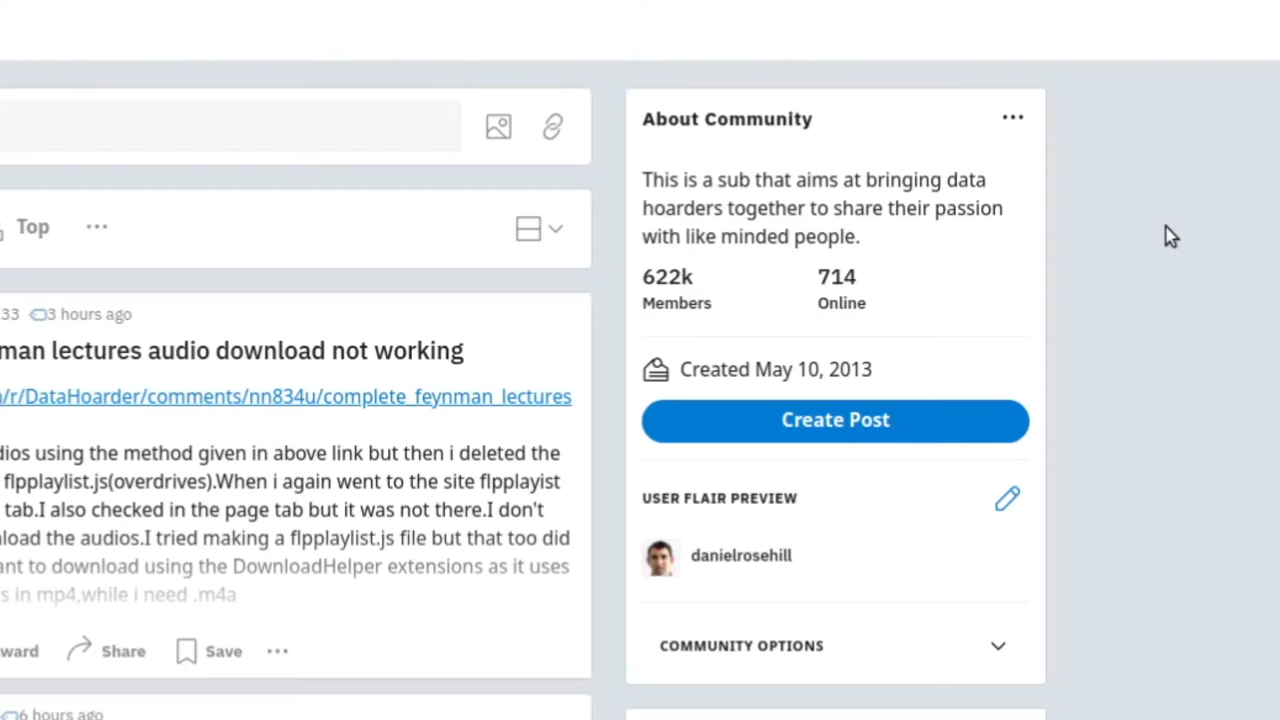 About Community
This is a sub that aims at bringing data
hoarders together to share their passion
with like minded people.
622k 714
Members Online
Created May 10, 2013
Create Post
USER FLAIR PREVIEW
danielrosehill
COMMUNITY OPTIONS
Top
33 3 hours ago
man lectures audio download not working
/r/DataHoarder/comments/nn834u/complete_feynman_lectures
dios using the method given in above link but then i deleted the
flpplaylist.js(overdrives).When i again went to the site flpplayist
tab.I also checked in the page tab but it was not there.I don't
nload the audios.I tried making a flpplaylist.js file but that too did
ant to download using the DownloadHelper extensions as it uses
s in mp4,while i need .m4a
ward Share Save
6 hours ago